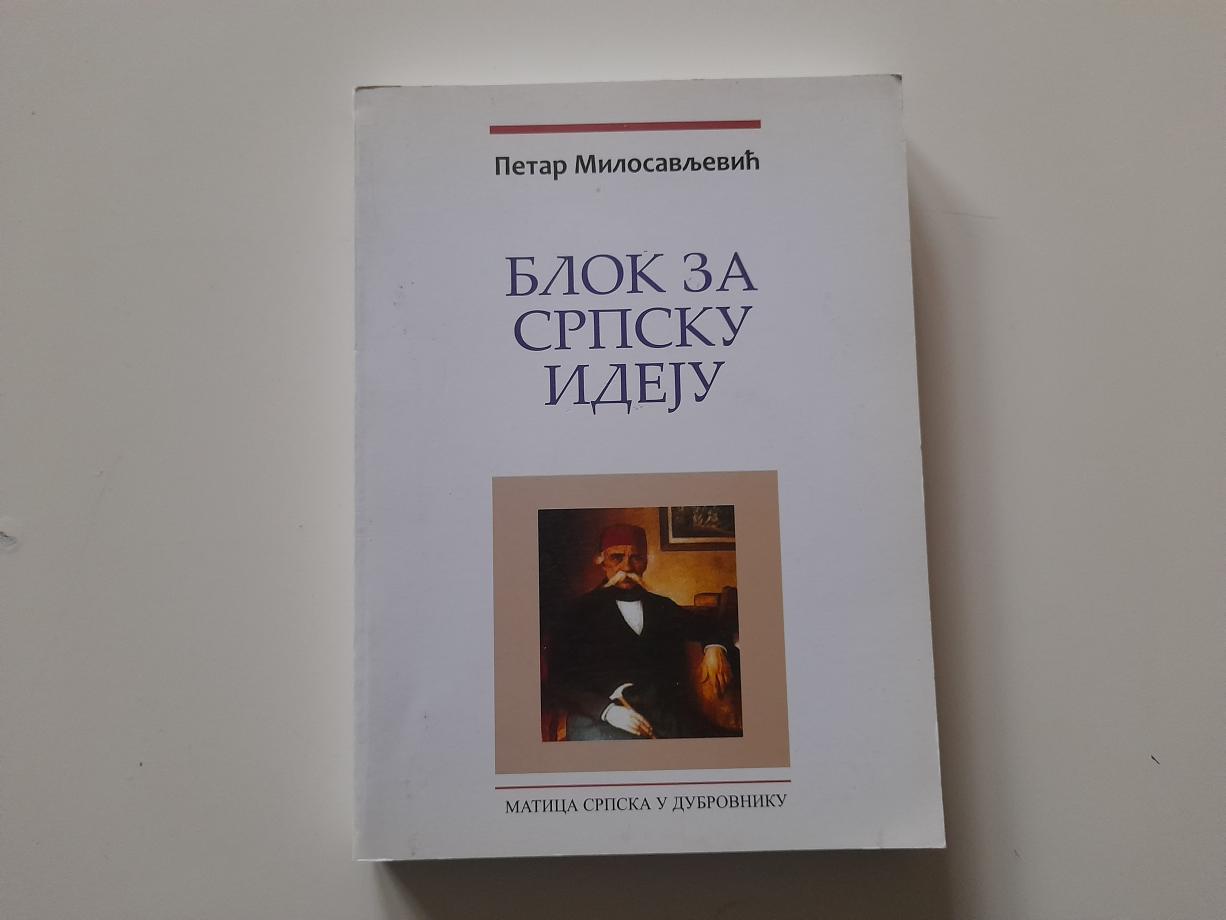 Петар Милосављевић
БЛОК ЗА
СРПСКУ
ИДЕЈУ
МАТИЦА СРПСКА У ДУБРОВНИКУ